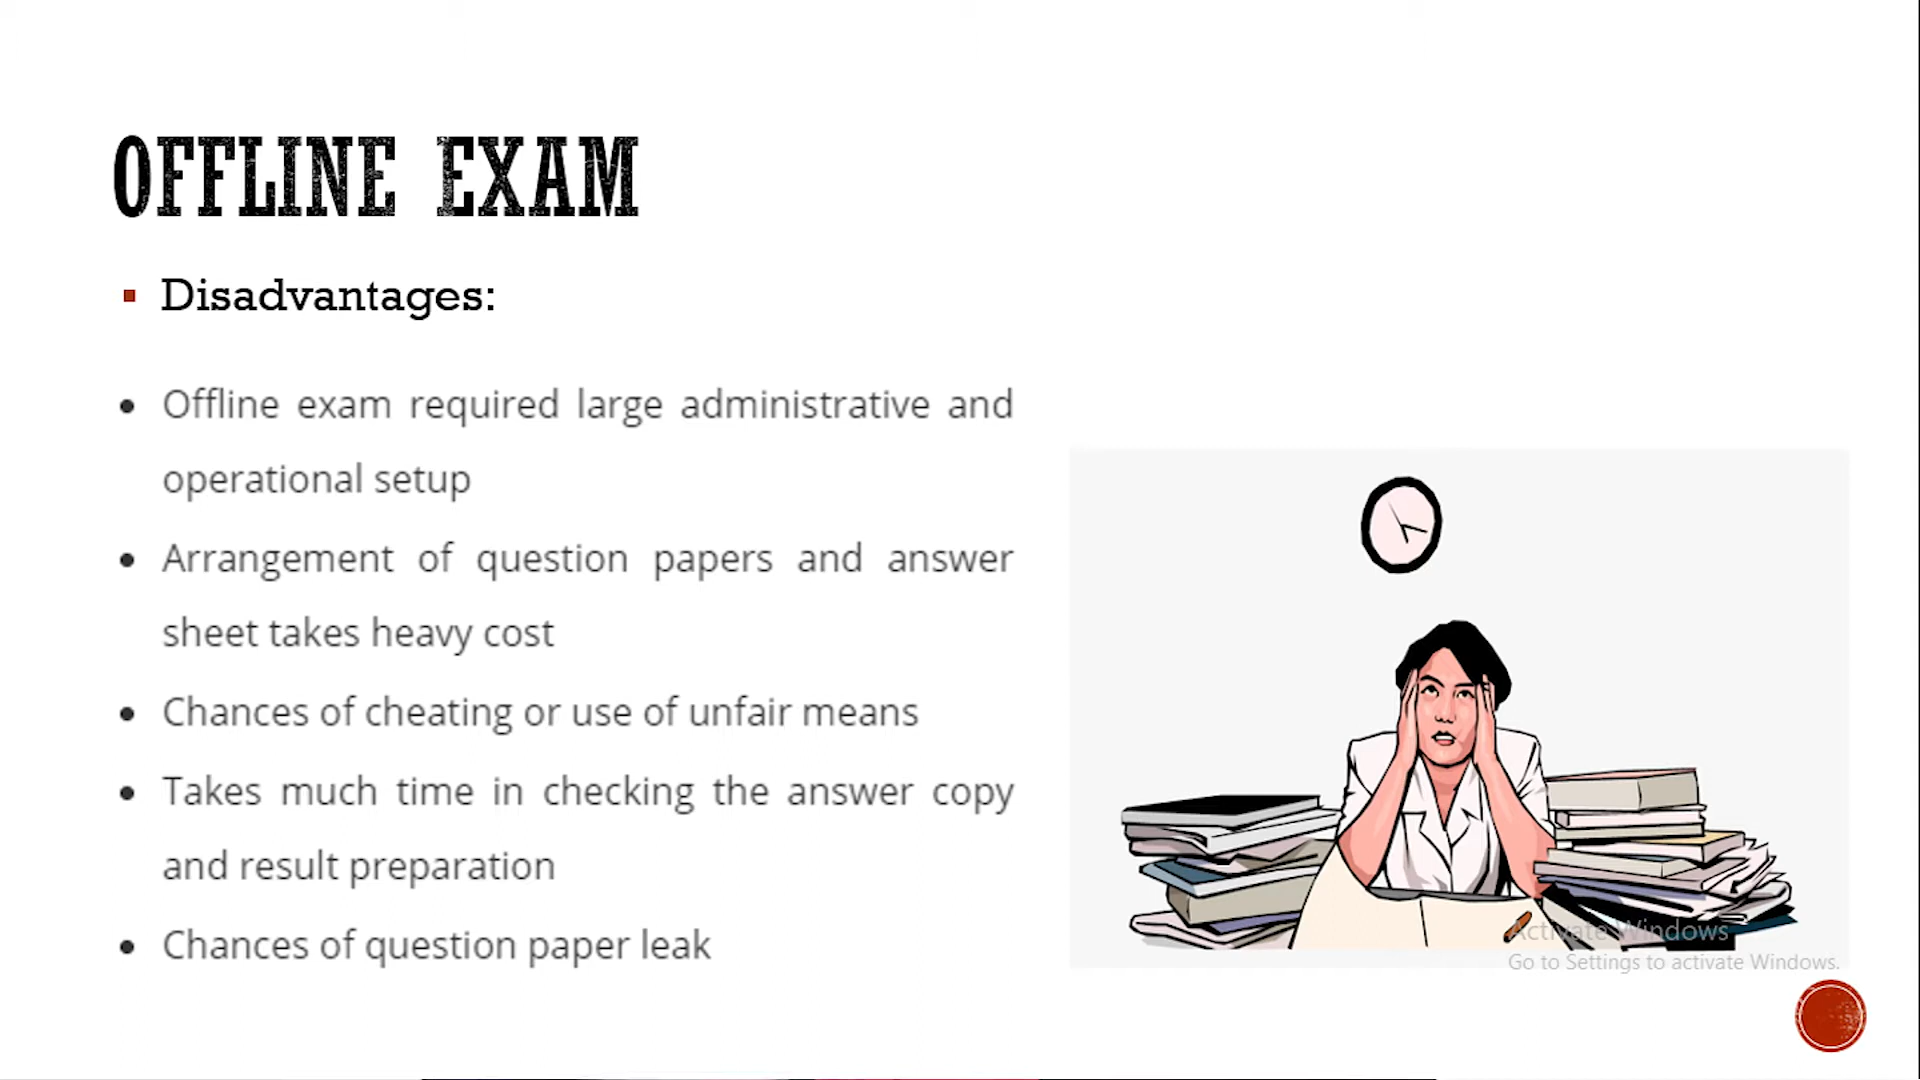 OFFLINE EXAM
Disadvantages:
Offline exam required large administrative and
operational setup
Arrangement of question papers and answer
sheet takes heavy cost
Chances of cheating or use of unfair means
Takes much time in checking the answer copy
and result preparation
Chances of question paper leak
Activate Windows
Go to Settings to activate Windows.